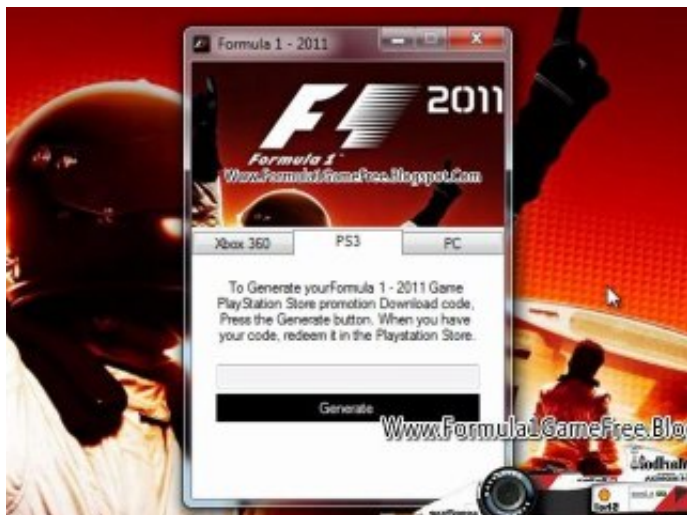 Formula 1 - 2011
F1 2011
Formula 1
Www.Formula1GameFree.Blogspot.Com
Xbox 360 PS3 PC
To Generate yourFormula 1 - 2011 Game
PlayStation Store promotion Download code,
Press the Generate button. When you have
your code, redeem it in the Playstation Store.
Generate
Www.Formula1GameFree.Blo